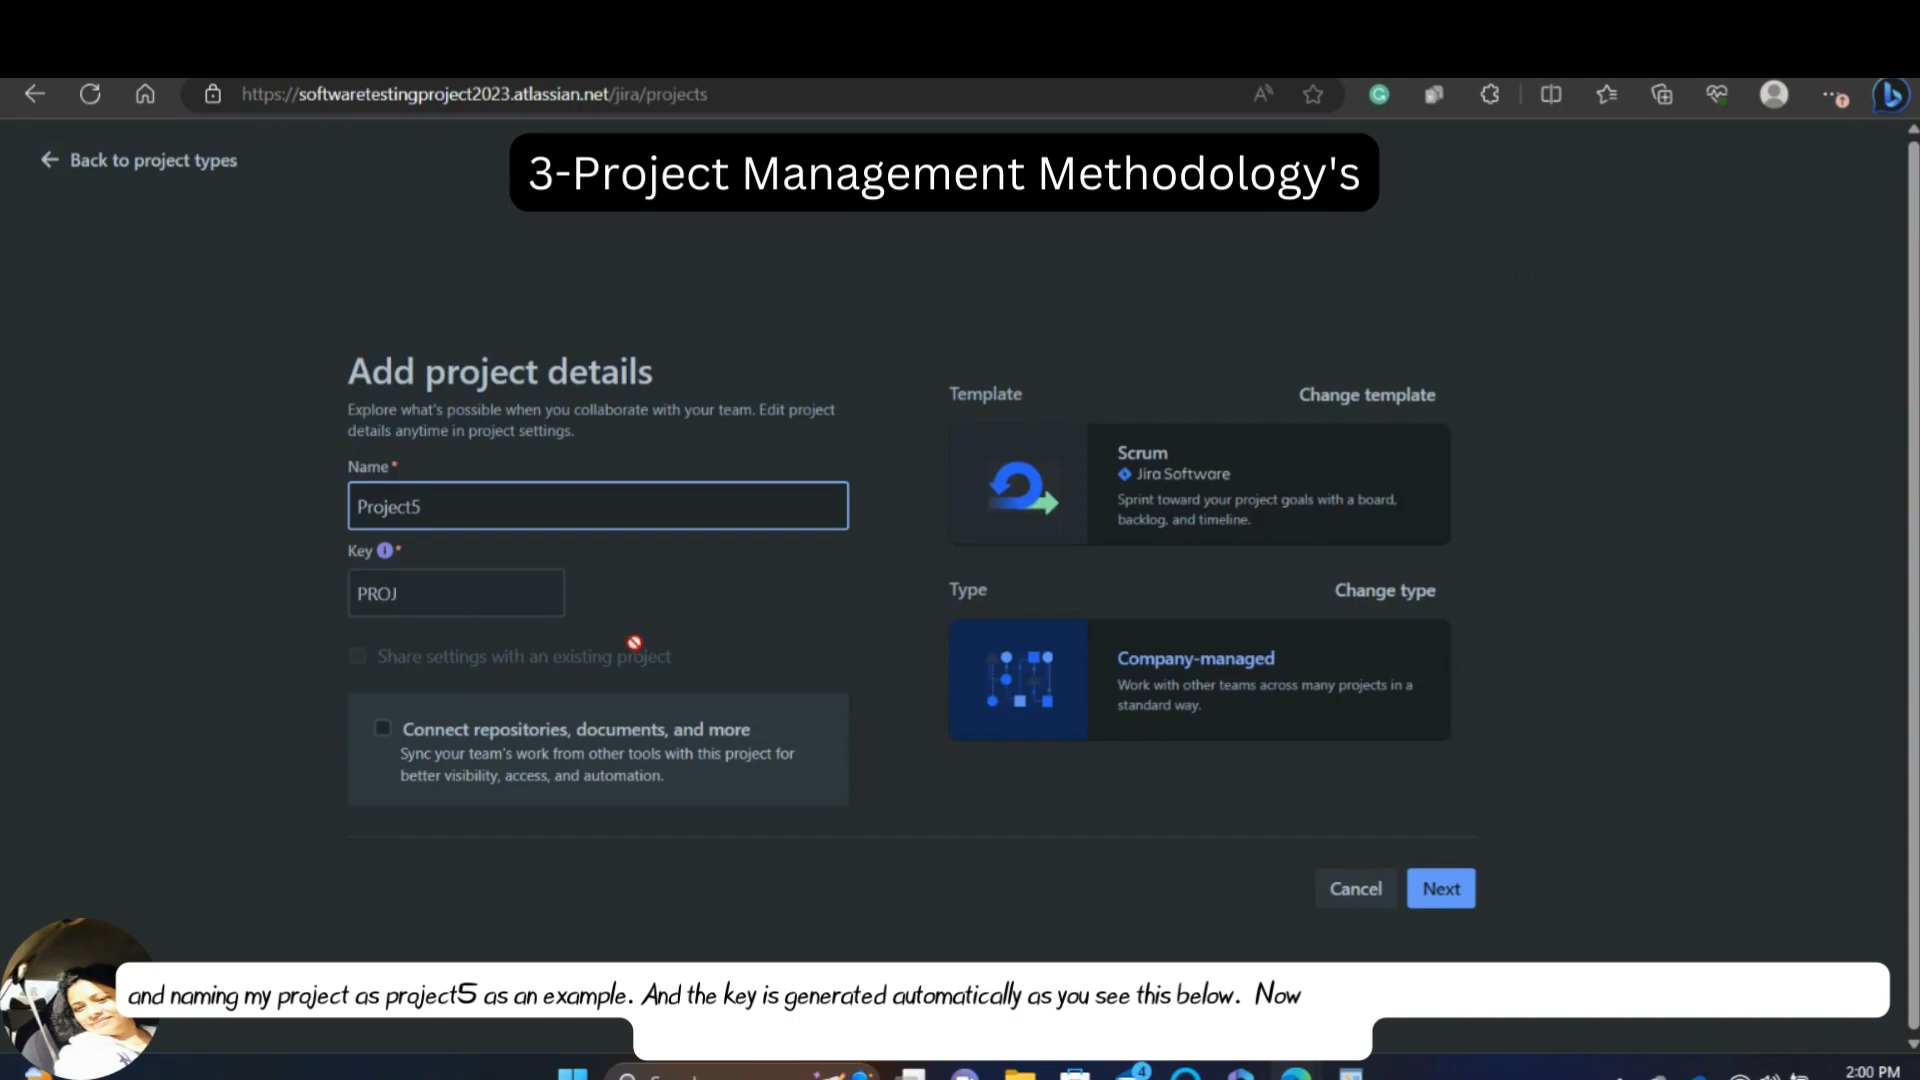 https://softwaretestingproject2023.atlassian.net/jira/projects
Back to project types
3-Project Management Methodology's
Add project details
Explore what's possible when you collaborate with your team. Edit project
details anytime in project settings.
Name*
Project5
Key *
PROJ
Share settings with an existing project
Connect repositories, documents, and more
Sync your team's work from other tools with this project for
better visibility, access, and automation.
Template
Change template
Scrum
Jira Software
Sprint toward your project goals with a board,
backlog, and timeline.
Type
Change type
Company-managed
Work with other teams across many projects in a
standard way.
Cancel
Next
and naming my project as project5 as an example. And the key is generated automatically as you see this below. Now
4
2:00 PM